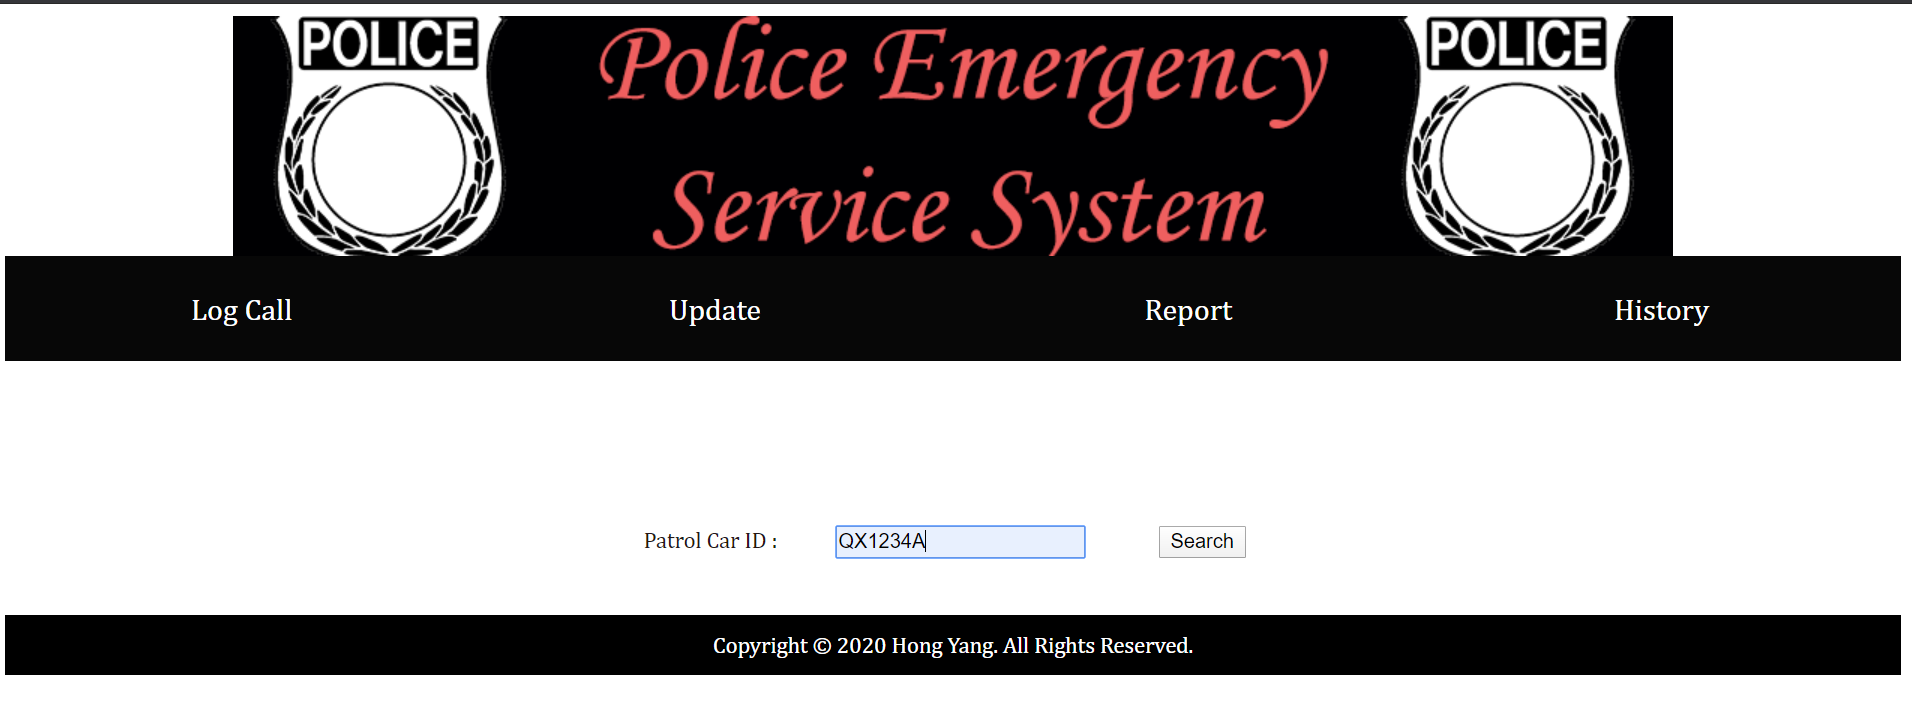 POLICE
Police Emergency
Service System
POLICE
Log Call
Update
Report
History
Patrol Car ID :
QX1234A
Search
Copyright © 2020 Hong Yang. All Rights Reserved.